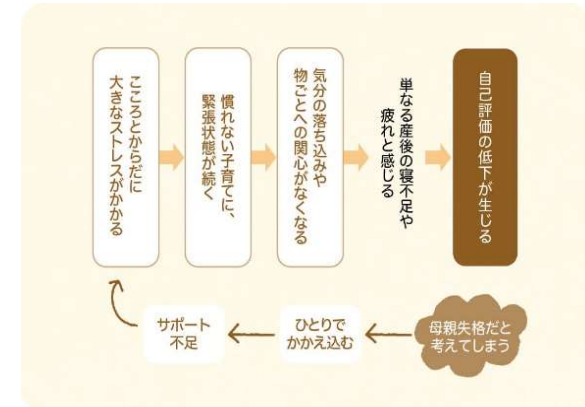 こころとからだに
大きなストレスがかかる
慣れない子育てに、
緊張状態が続く
気分の落ち込みや
物ごとへの関心がなくなる
単なる産後の寝不足や
疲れと感じる
自己評価の低下が生じる
母親失格だと
考えてしまう
ひとりで
かかえ込む
サポート
不足